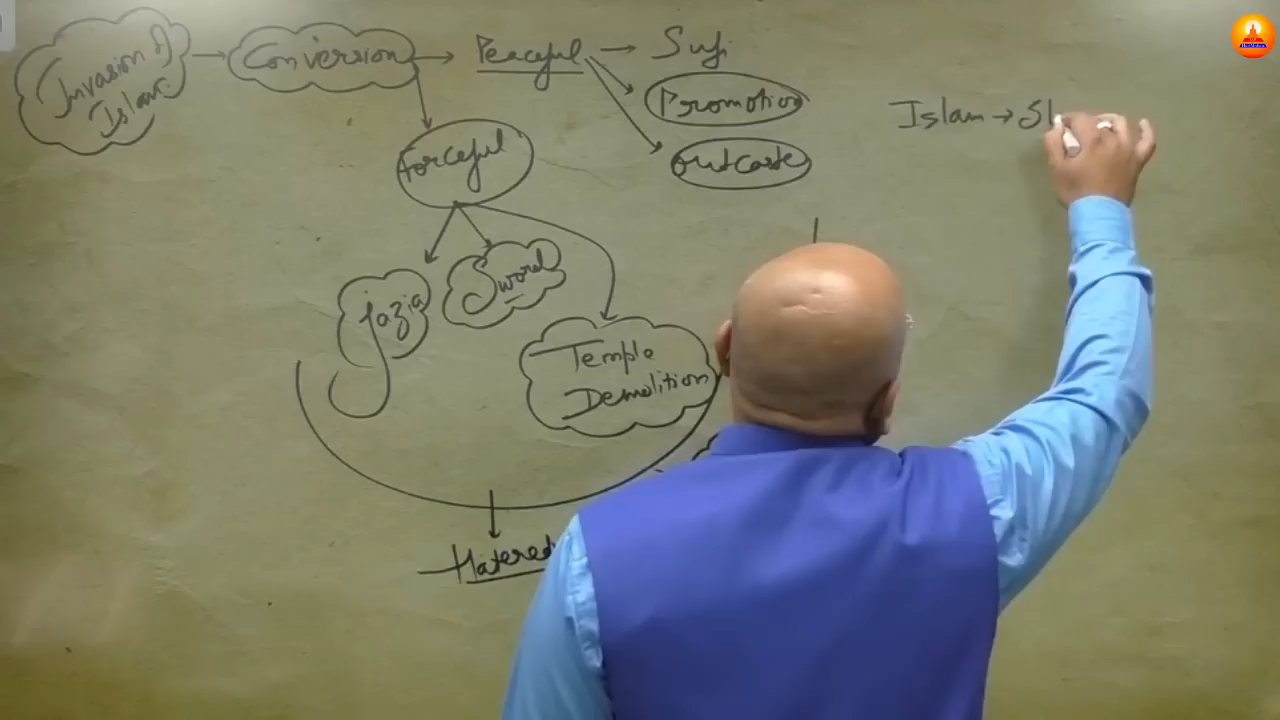 Invasion of
Islam
→ Conversion → Peaceful → Sufi
Promotion
outcaste
Islam →
forceful
Jazia
Sword
Temple
Demolition
Hatered